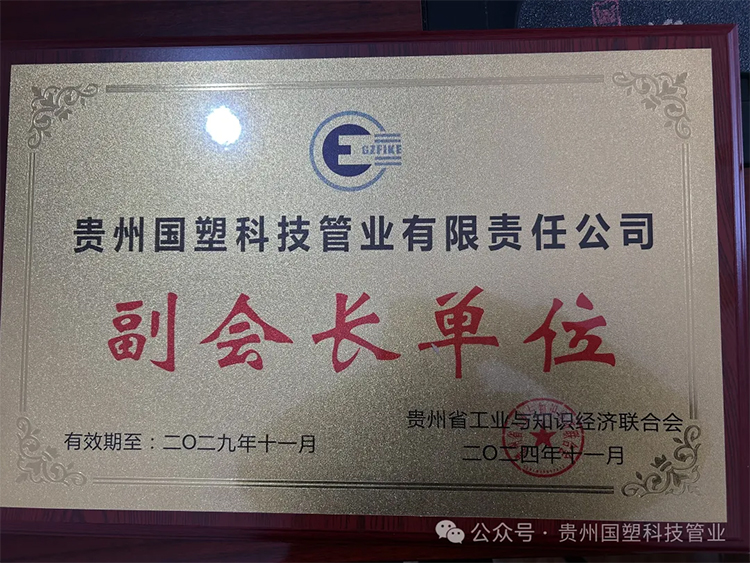 E GZFIKE
贵州国塑科技管业有限责任公司
副会长单位
贵州省工业与知识经济联合会
有效期至：二〇二九年十一月
二〇二四年十一月
公众号·贵州国塑科技管业